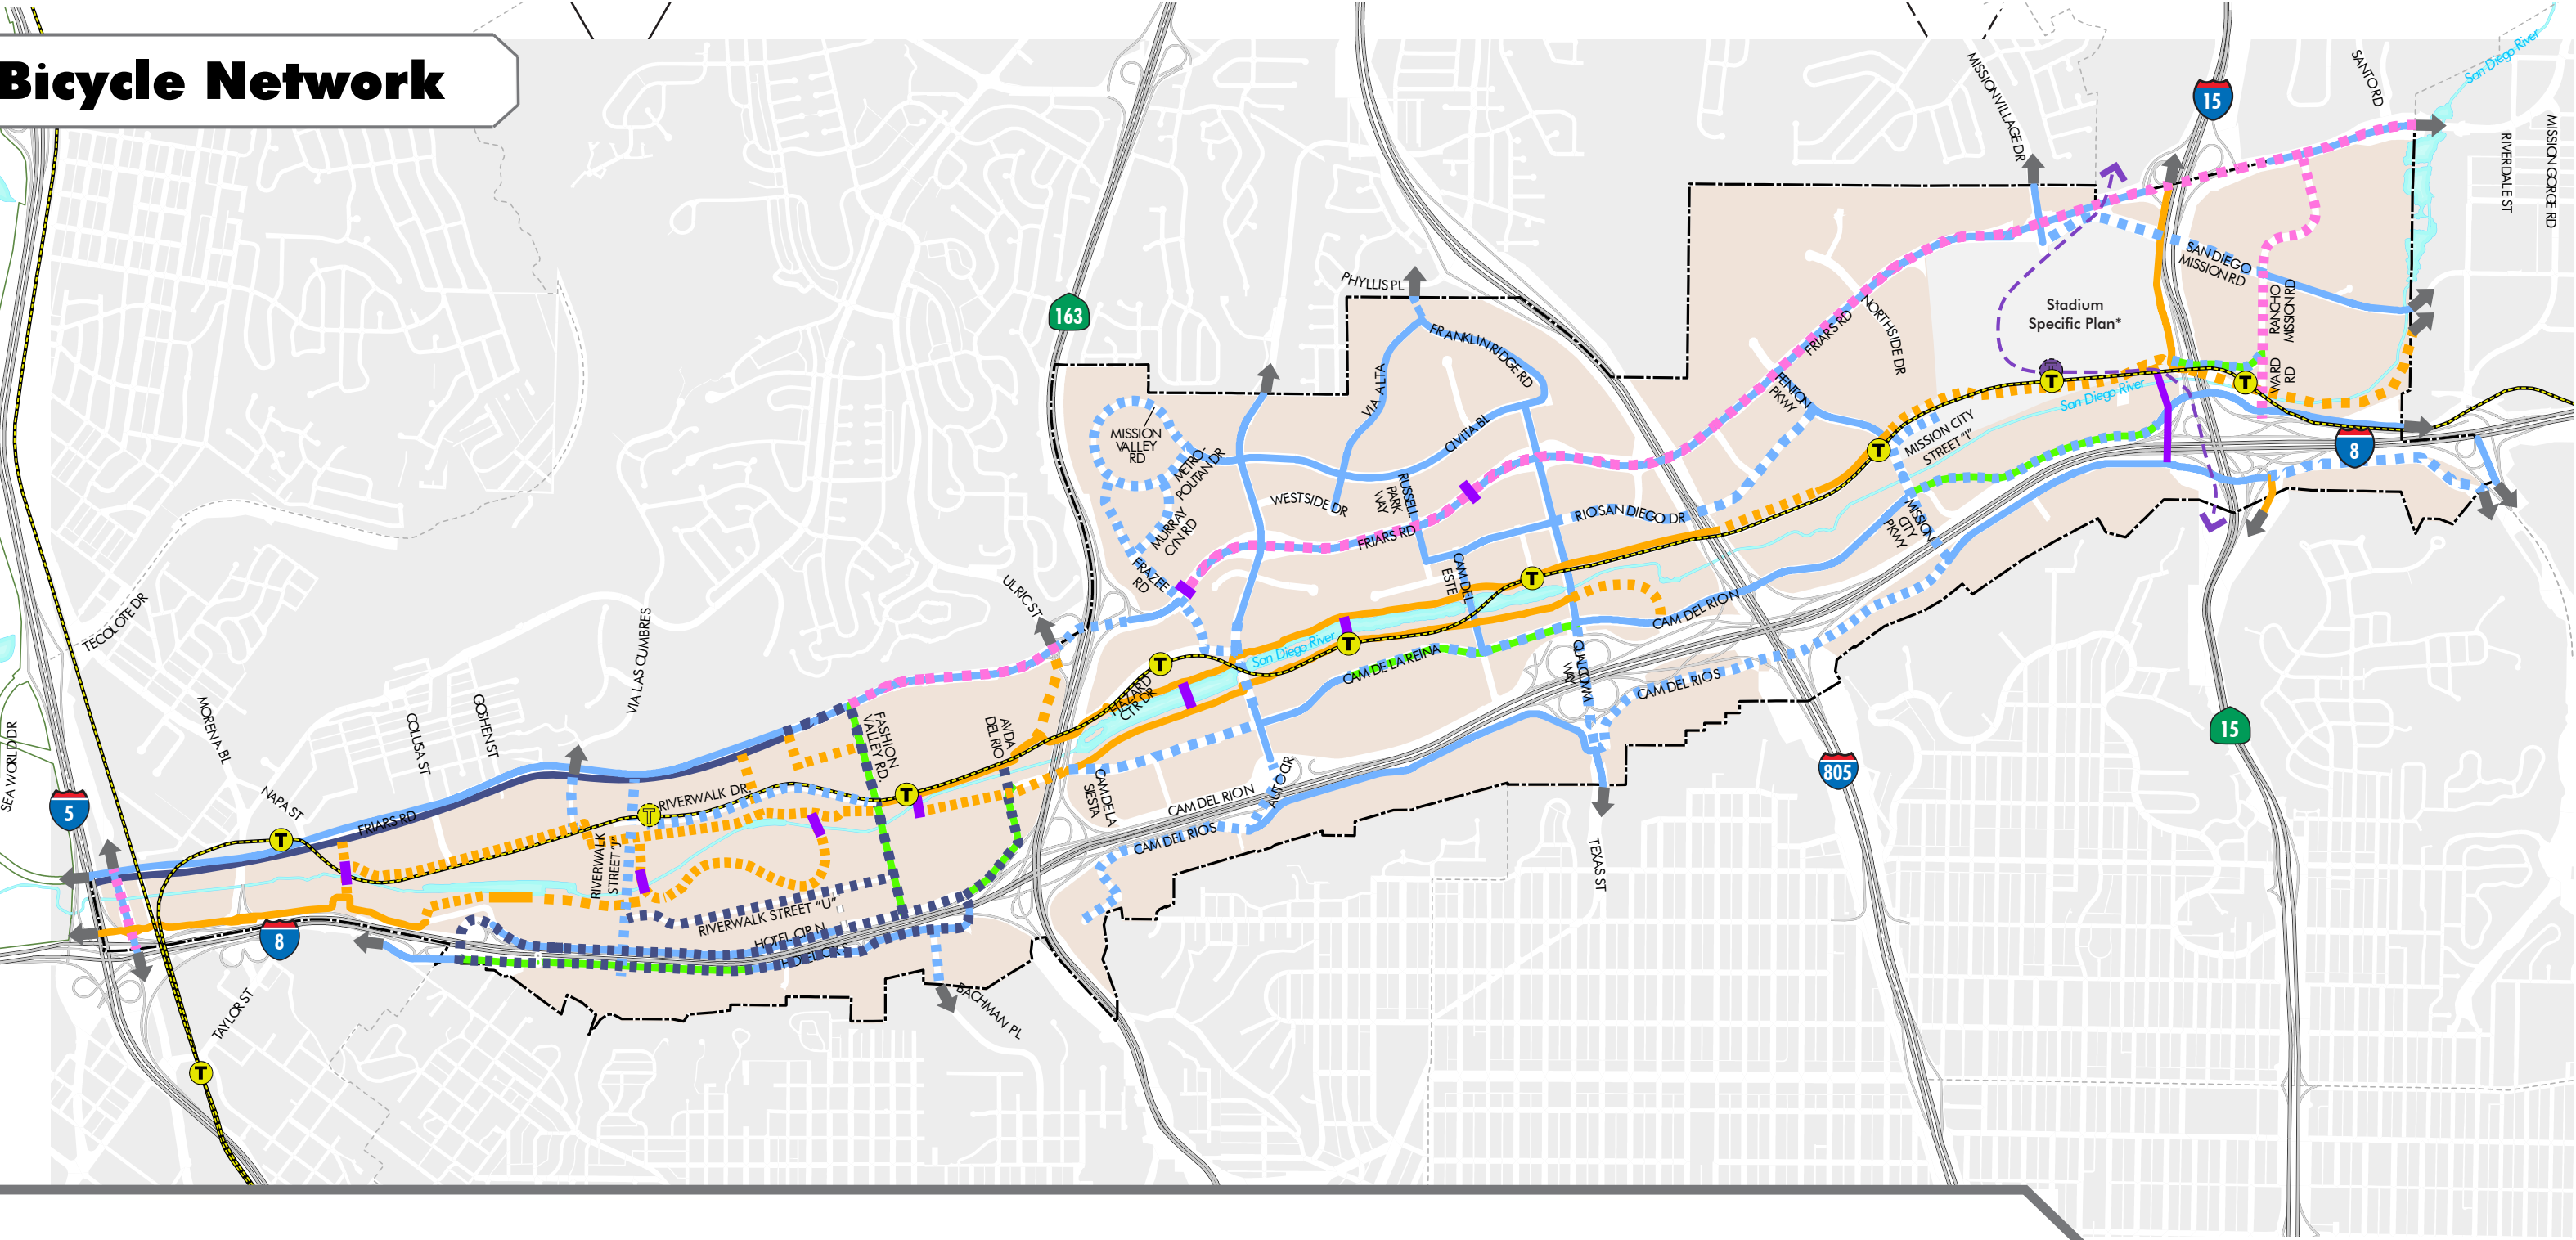 Bicycle Network
15
SANTO RD
San Diego River
MISSION VILLAGE DR
RIVERDALE ST
MISSION GORGE RD
163
PHYLLIS PL
FRANKLIN RIDGE RD
VIA ALTA
CIVITA BL
FRIARS RD
NORTHSIDE DR
FENTON
PKWY
Stadium
Specific Plan*
SAN DIEGO
MISSION RD
RANCHO
MISSION RD
WARD
RD
San Diego River
T
T
T
8
MISSION CITY
STREET "I"
MISSION
CITY
PKWY
MISSION
VALLEY
RD
METRO-
POLITAN DR
MURRAY
CYN RD
FRAZEE
RD
WESTSIDE DR
RUSSELL
PARK
WAY
FRIARS RD
RIO SAN DIEGO DR
CAM DEL
ESTE
T
CAM DEL RIO N
QUALCOMM
WAY
CAM DEL RIO S
CAM DE LA REINA
San Diego River
T
T
HAZARD
CTR DR
ULRIC ST
TECOLOTE DR
VIA LAS CUMBRES
MORENA BL
COLUSA ST
GOSHEN ST
SEA WORLD DR
NAPA ST
5
T
FRIARS RD
T
RIVERWALK DR
RIVERWALK
STREET "J"
FASHION
VALLEY RD
T
AVDA
DEL RIO
CAM DE LA
SIESTA
CAM DEL RIO N
AUTO CIR
CAM DEL RIO S
805
15
TEXAS ST
RIVERWALK STREET "U"
HOTEL CIR N
HOTEL CIR S
8
TAYLOR ST
BACHMAN PL
T